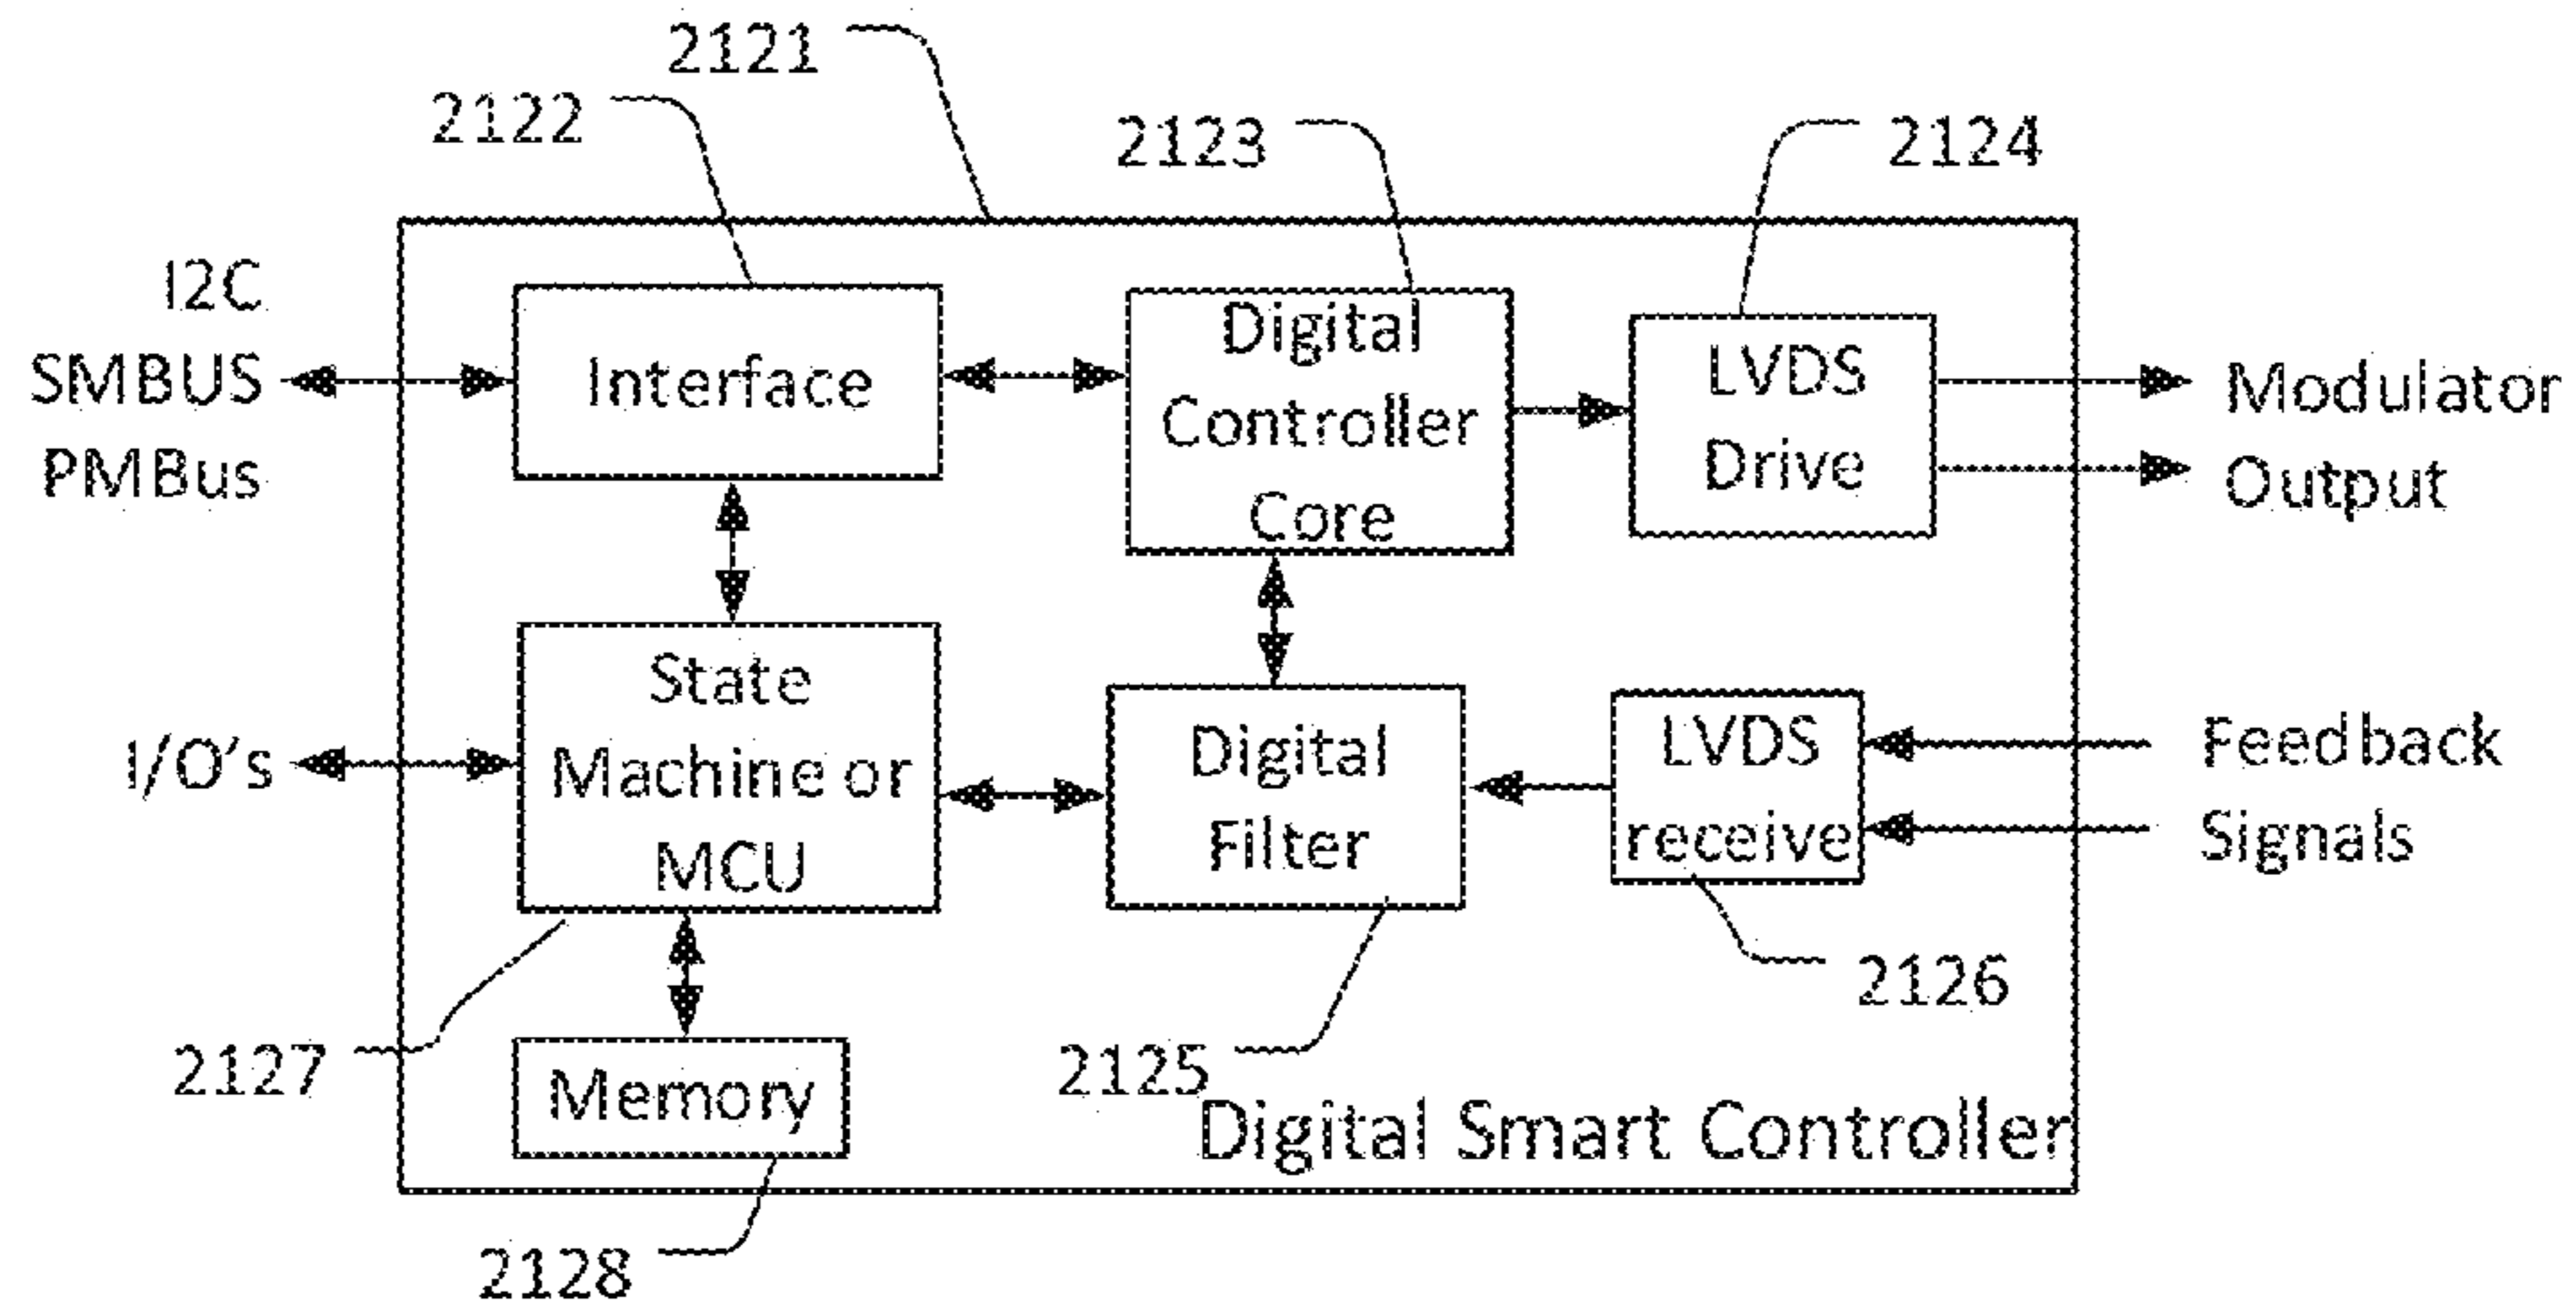 2121
2122
2123
2124
I2C
SMBUS
PMBus
Interface
Digital
Controller
Core
LVDS
Drive
Modulator
Output
I/O's
State
Machine or
MCU
Digital
Filter
LVDS
receive
Feedback
Signals
2126
2127
Memory
2125
Digital Smart Controller
2128